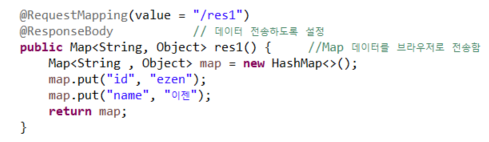 @RequestMapping(value = "/res1")
@ResponseBody // 데이터 전송하도록 설정
public Map<String, Object> res1() { //Map 데이터를 브라우저로 전송함
Map<String , Object> map = new HashMap<>();
map.put("id", "ezen");
map.put("name", "이젠");
return map;
}